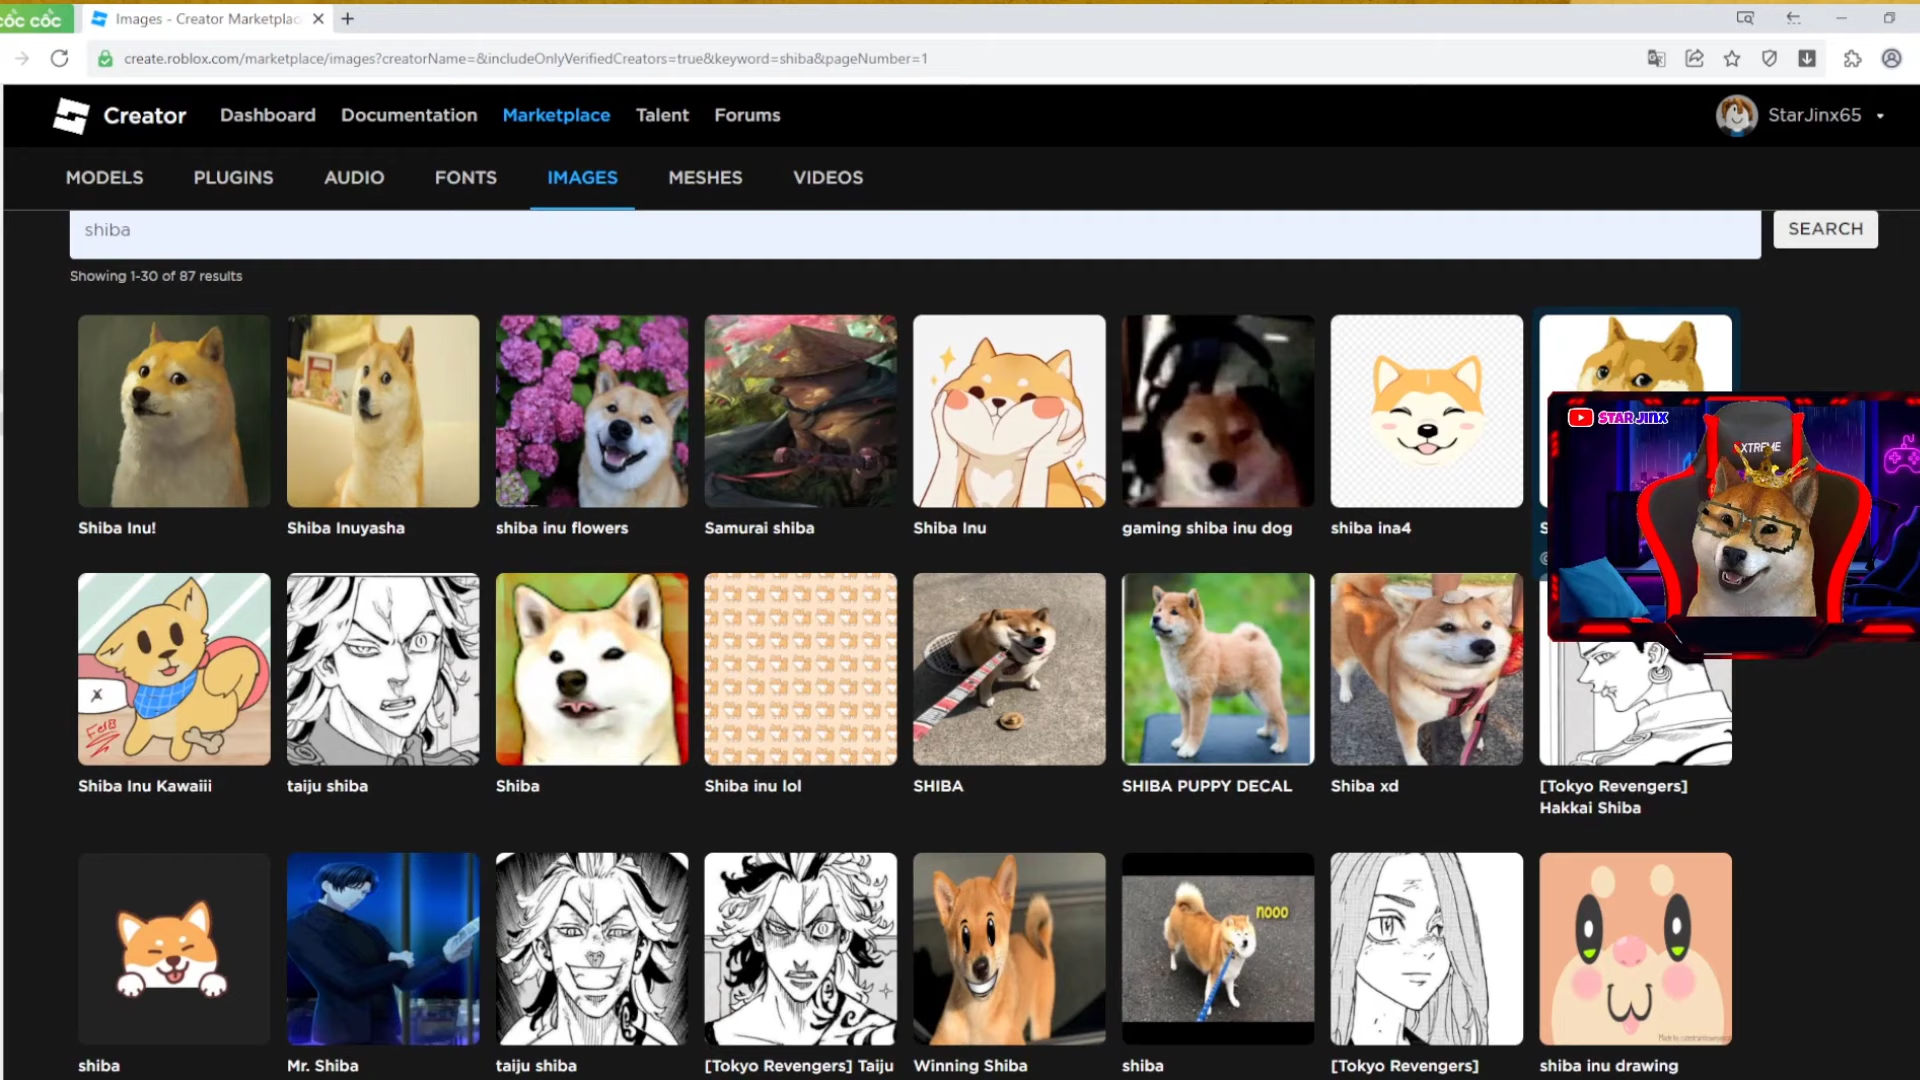 cốc cốc
Images - Creator Marketplac
create.roblox.com/marketplace/images?creatorName=&includeOnlyVerifiedCreators=true&keyword=shiba&pageNumber=1
Creator Dashboard Documentation Marketplace Talent Forums StarJinx65
MODELS PLUGINS AUDIO FONTS IMAGES MESHES VIDEOS
shiba SEARCH
Showing 1-30 of 87 results
STAR JINX
EXTREME
Shiba Inu! Shiba Inuyasha shiba inu flowers Samurai shiba Shiba Inu gaming shiba inu dog shiba ina4 S
X
Fe18
Shiba Inu Kawaiii taiju shiba Shiba Shiba inu lol SHIBA SHIBA PUPPY DECAL Shiba xd [Tokyo Revengers]
Hakkai Shiba
nooo
shiba Mr. Shiba taiju shiba [Tokyo Revengers] Taiju Winning Shiba shiba [Tokyo Revengers] shiba inu drawing